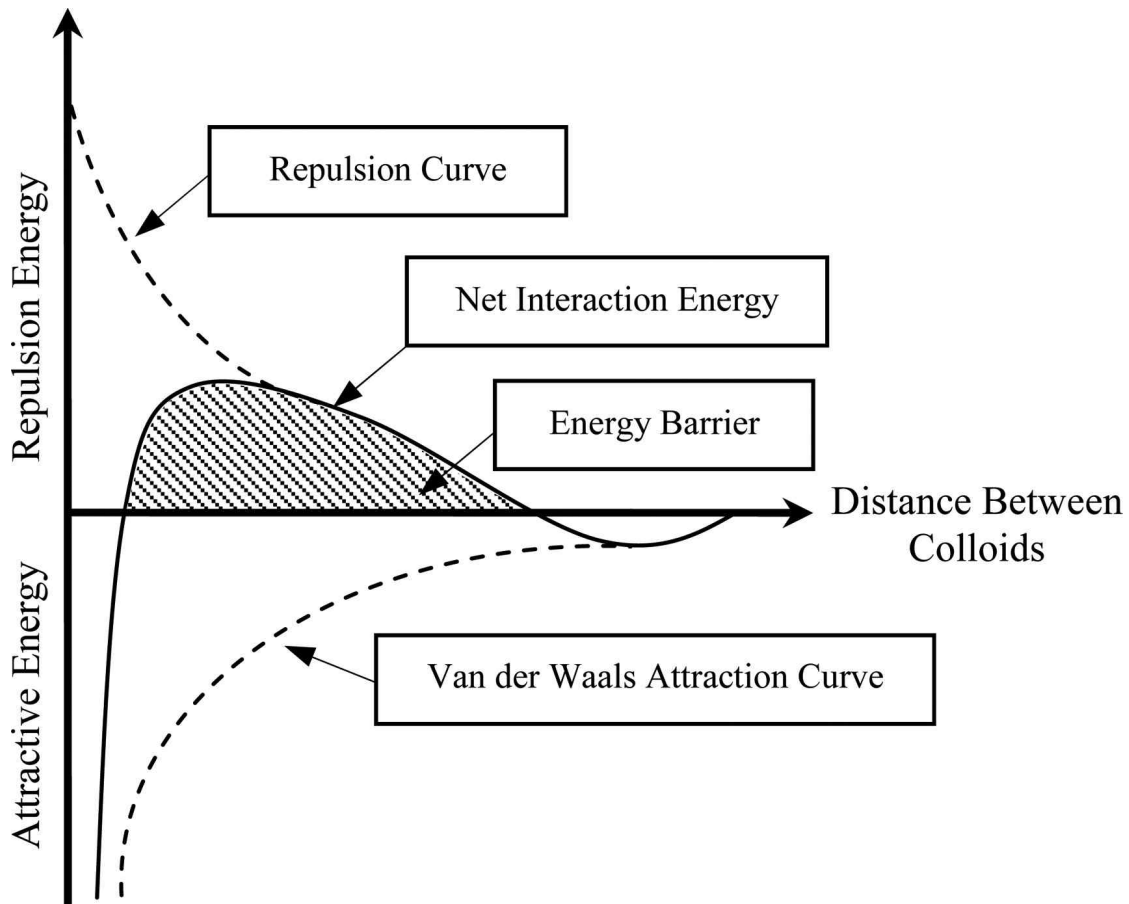 Repulsion Energy
Repulsion Curve
Net Interaction Energy
Energy Barrier
Distance Between
Colloids
Attractive Energy
Van der Waals Attraction Curve